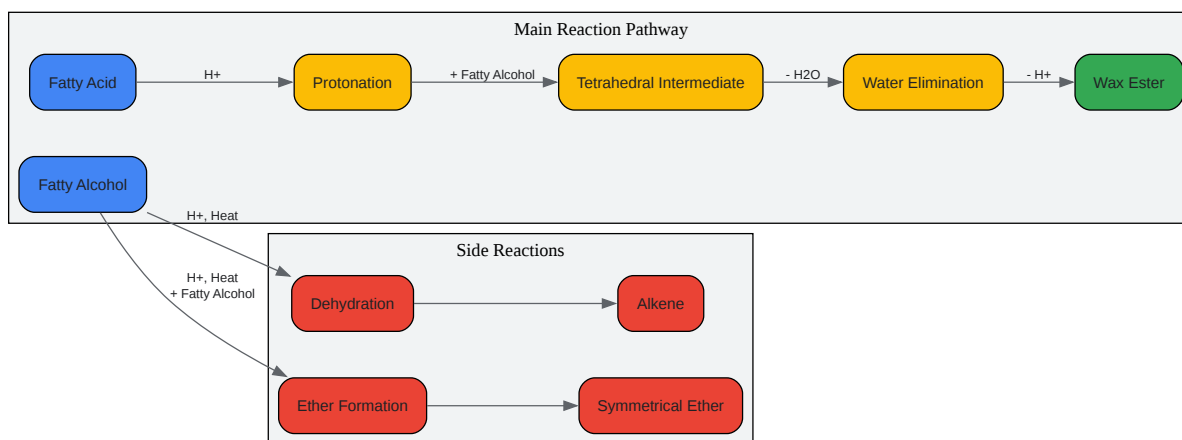 Main Reaction Pathway
Fatty Acid
H+
Protonation
+ Fatty Alcohol
Tetrahedral Intermediate
- H2O
Water Elimination
- H+
Wax Ester
Fatty Alcohol
H+, Heat
Side Reactions
H+, Heat
+ Fatty Alcohol
Dehydration
Alkene
Ether Formation
Symmetrical Ether